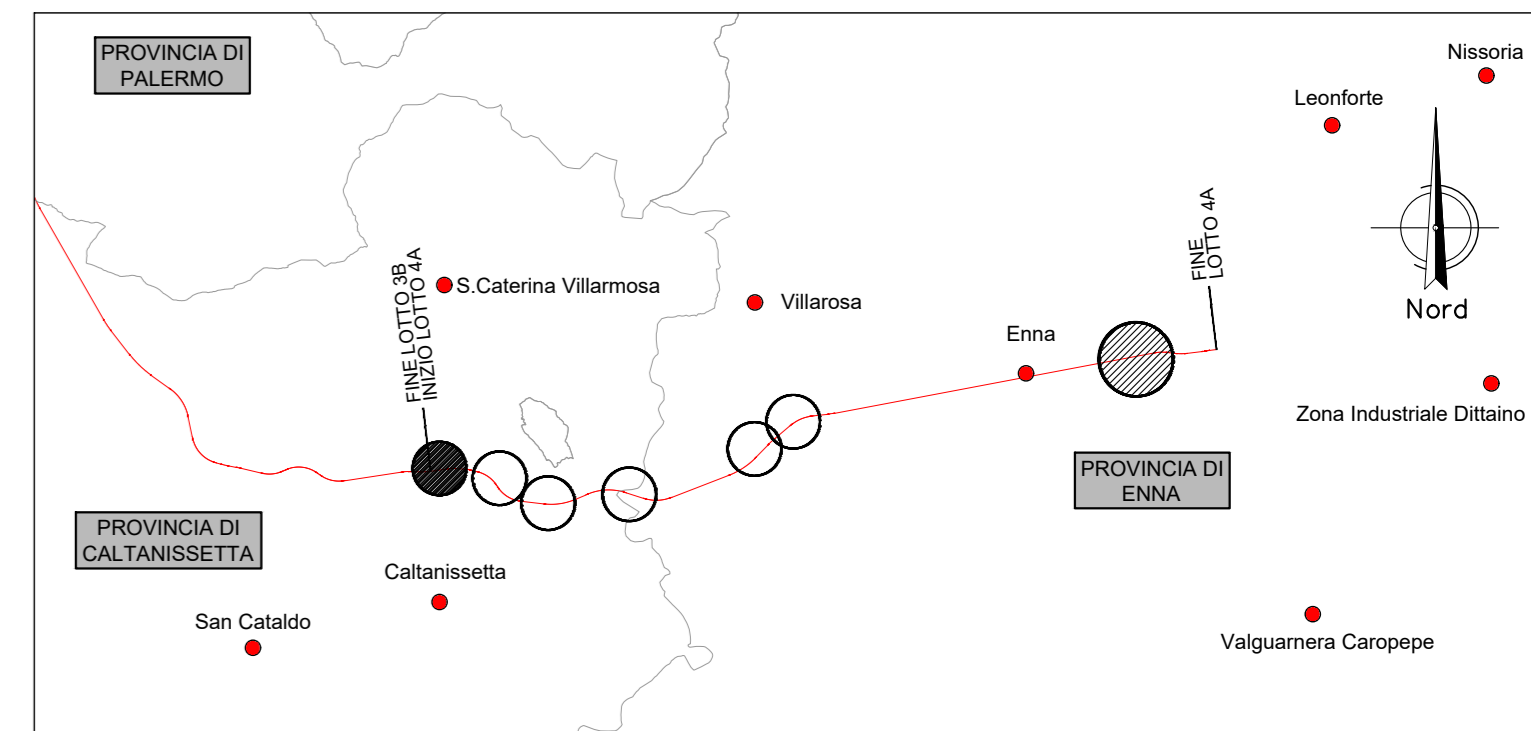 PROVINCIA DI
PALERMO
Nissoria
Leonforte
FINE
LOTTO 4A
Nord
FINE LOTTO 3B
INIZIO LOTTO 4A
S.Caterina Villarmosa
Villarosa
Enna
Zona Industriale Dittaino
PROVINCIA DI
ENNA
PROVINCIA DI
CALTANISSETTA
Caltanissetta
San Cataldo
Valguarnera Caropepe